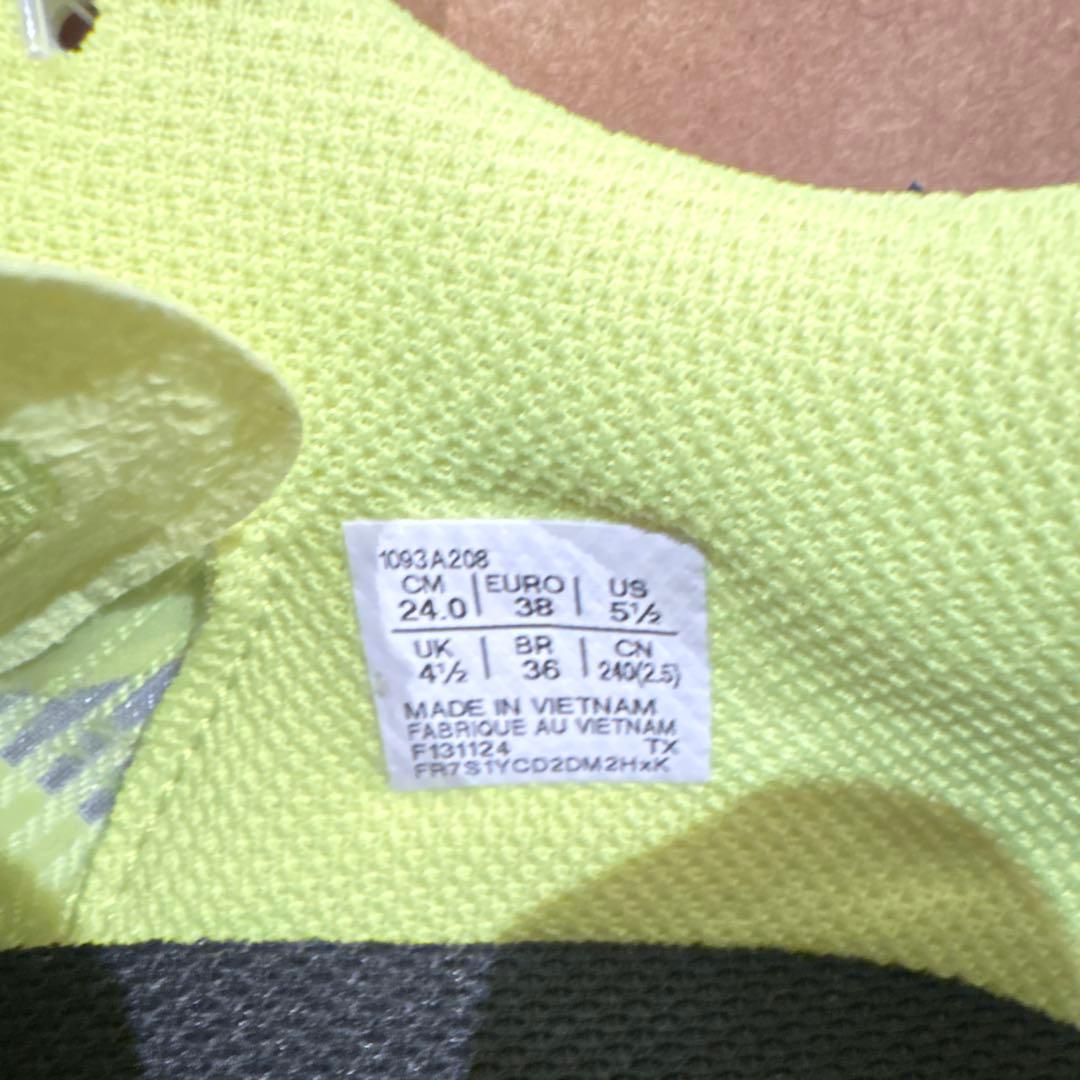 1093A208
CM | EURO | US
24.0 | 38 | 5½
UK | BR | CN
4½ | 36 | 240(2.5)
MADE IN VIETNAM
FABRIQUE AU VIETNAM
F131124 TX
FR7S1YCD2DM2HxK